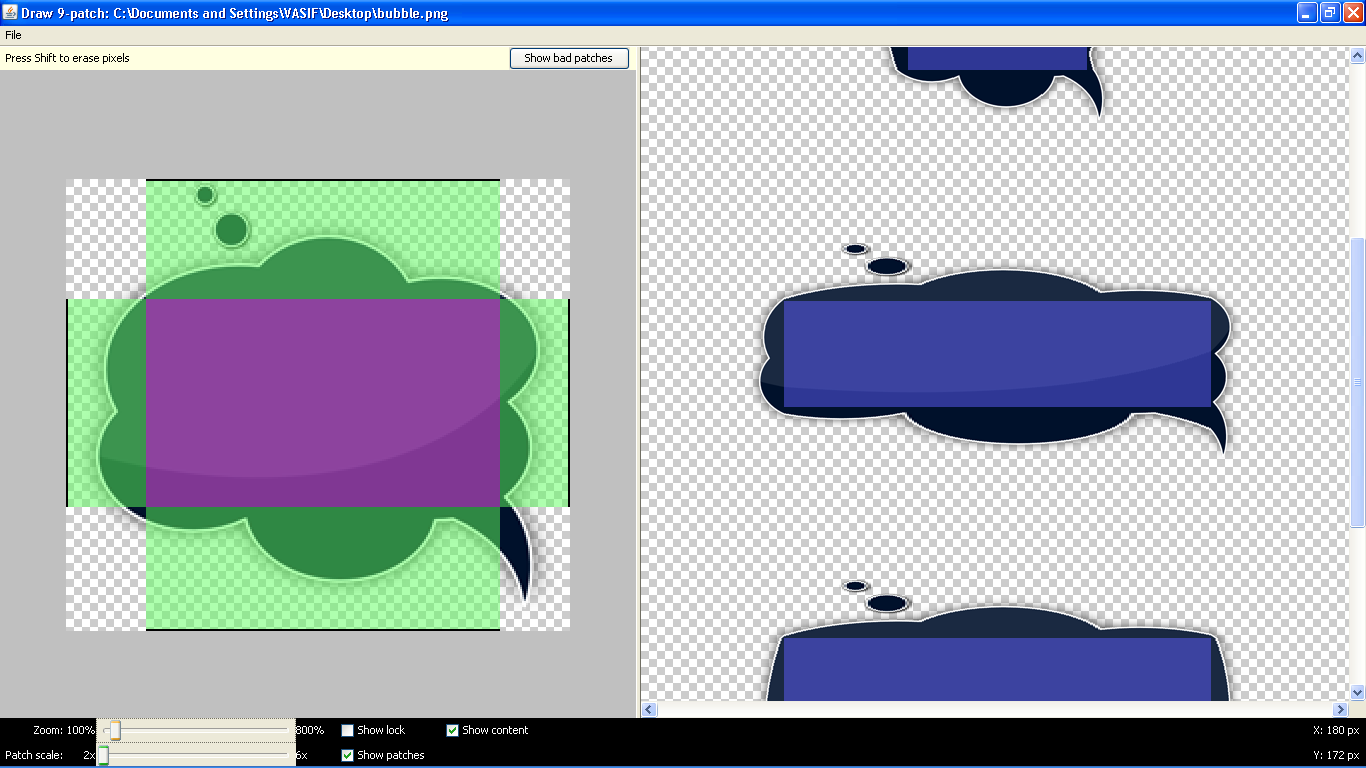 Draw 9-patch: C:\Documents and Settings\VASIF\Desktop\bubble.png
File
Press Shift to erase pixels
Show bad patches
Zoom: 100% 800% Show lock Show content X: 180 px
Patch scale: 2x 6x Show patches Y: 172 px